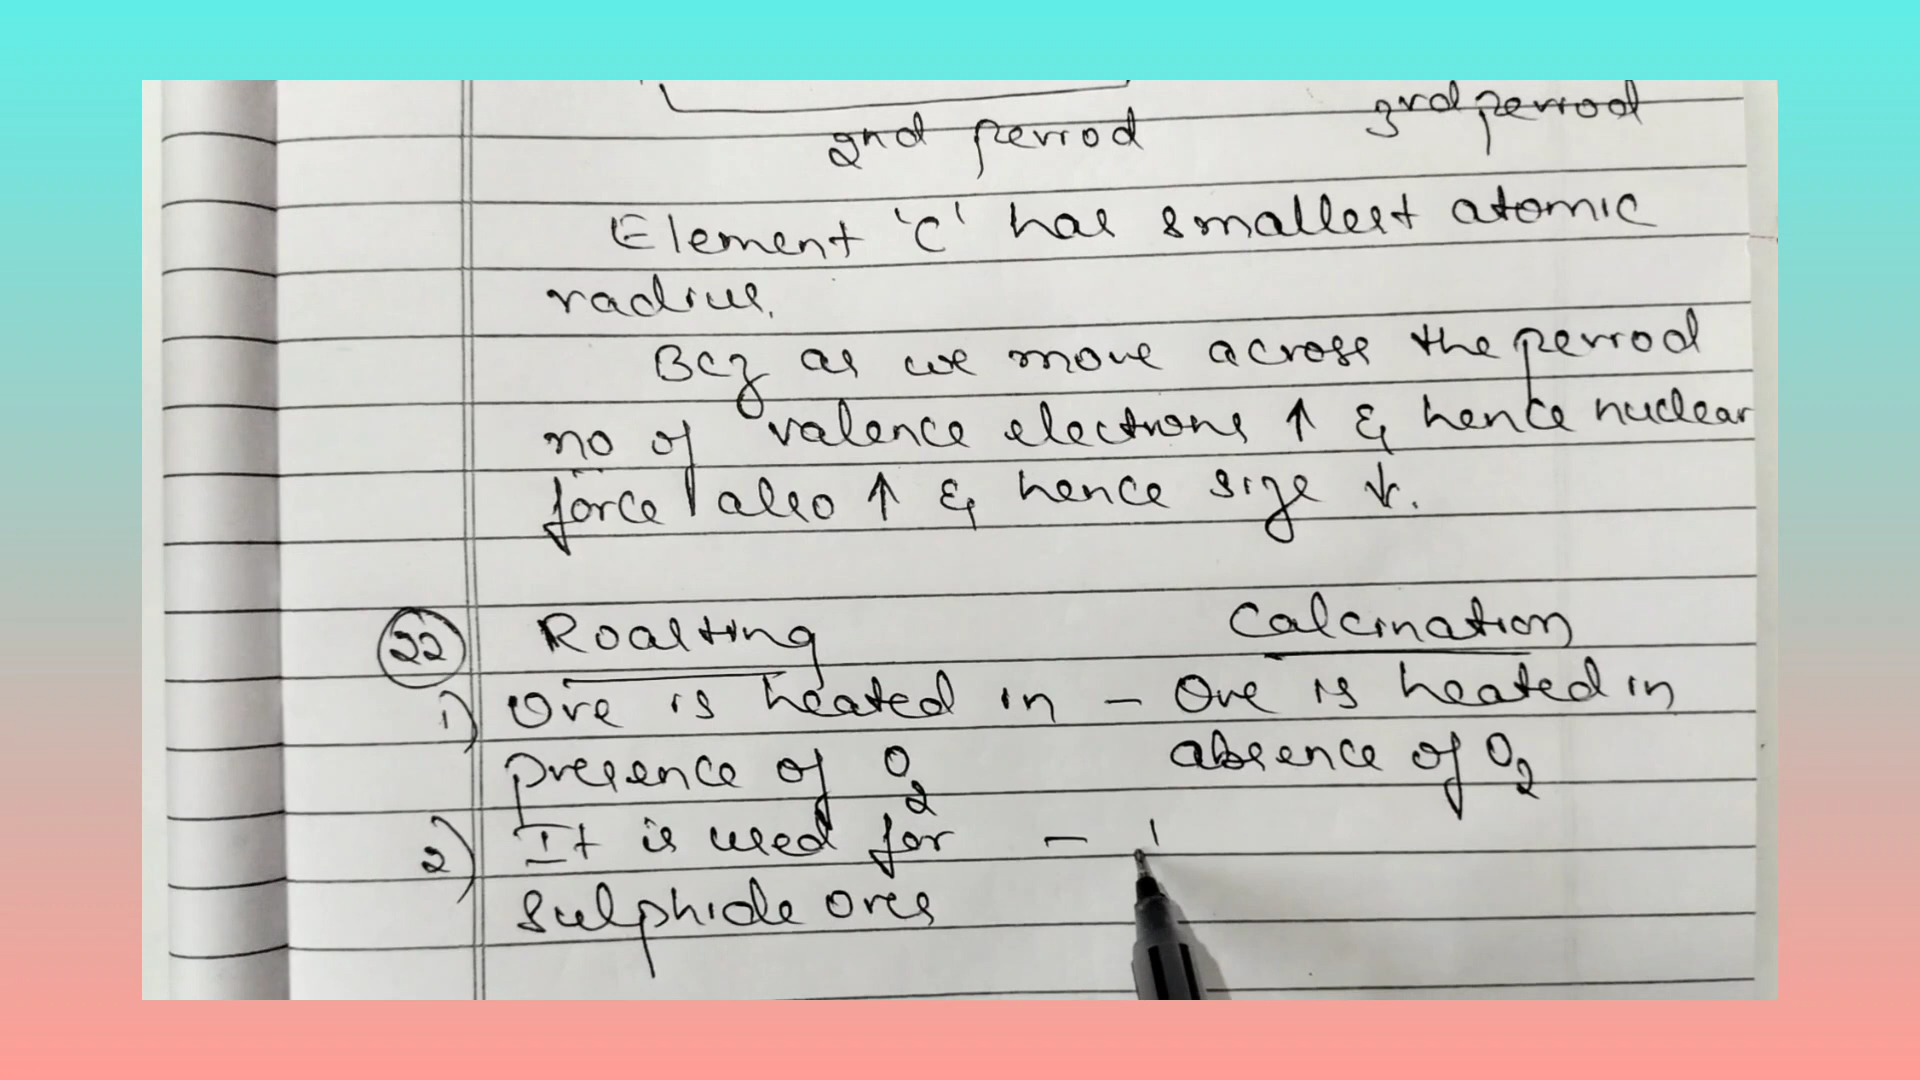 2nd period 3rd period
Element 'C' has smallest atomic
radius.
Bcz as we move across the period
no of valence electrons ↑ & hence nuclear
force also ↑ & hence size ↓.
22 Roasting Calcination
1) Ore is heated in – Ore is heated in
presence of O₂ absence of O₂
2) It is used for –
sulphide ores